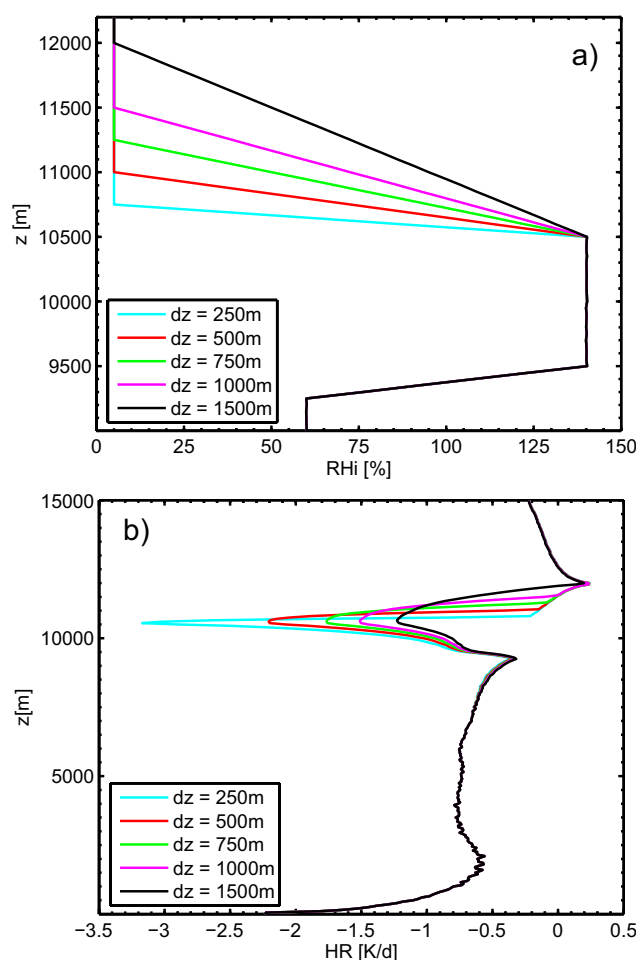 a)
12000
11500
11000
10500
10000
9500
z [m]
dz = 250m
dz = 500m
dz = 750m
dz = 1000m
dz = 1500m
0 25 50 75 100 125 150
RHi [%]
b)
15000
10000
5000
z[m]
dz = 250m
dz = 500m
dz = 750m
dz = 1000m
dz = 1500m
−3.5 −3 −2.5 −2 −1.5 −1 −0.5 0 0.5
HR [K/d]